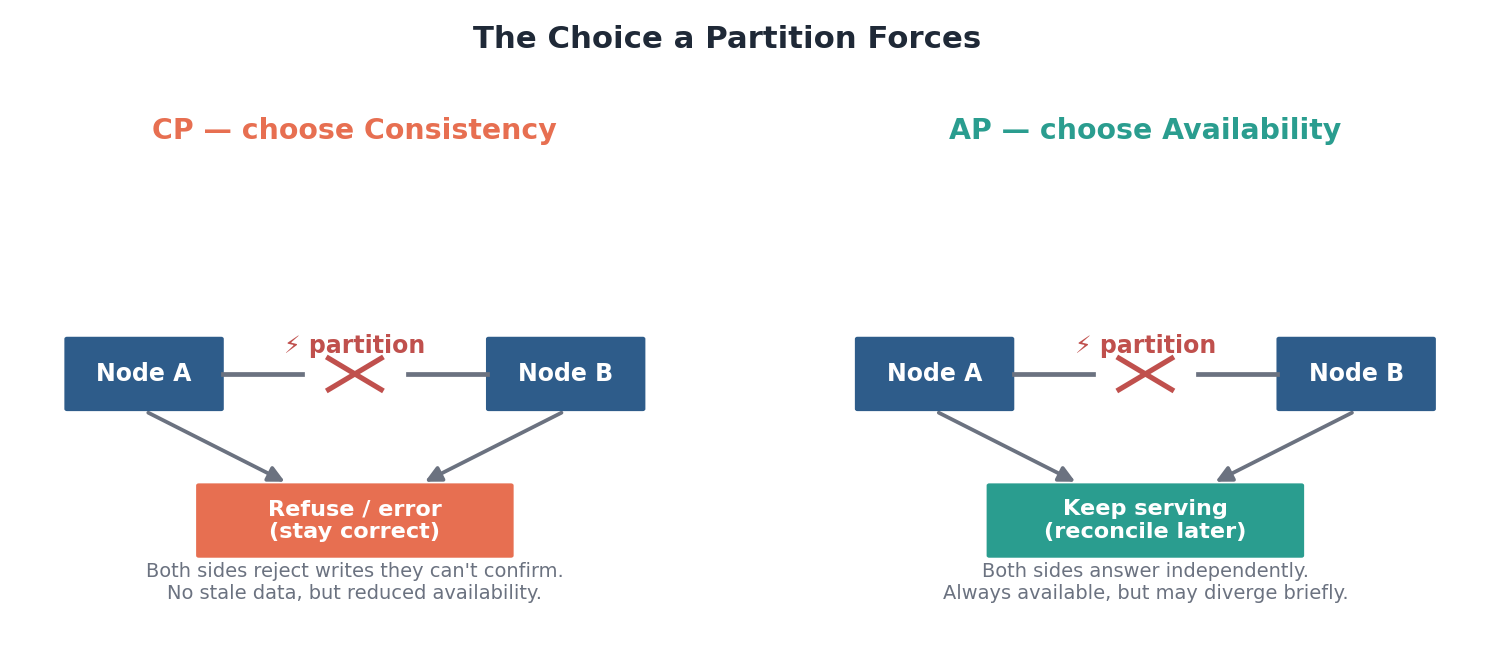 The Choice a Partition Forces
CP — choose Consistency
⚡ partition
Node A
Node B
Refuse / error
(stay correct)
Both sides reject writes they can't confirm.
No stale data, but reduced availability.
AP — choose Availability
⚡ partition
Node A
Node B
Keep serving
(reconcile later)
Both sides answer independently.
Always available, but may diverge briefly.